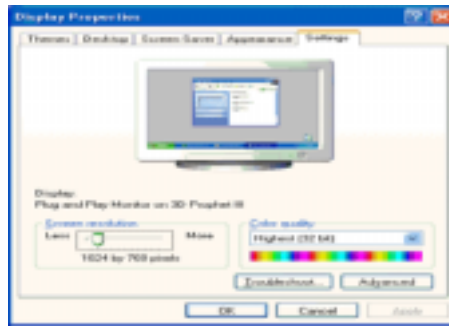 Display Properties
Themes Desktop Screen Saver Appearance Settings
Display:
Plug and Play Monitor on 3D Prophet III
Screen resolution Color quality
Less More Highest (32 bit)
1024 by 768 pixels
Troubleshoot... Advanced
OK Cancel Apply